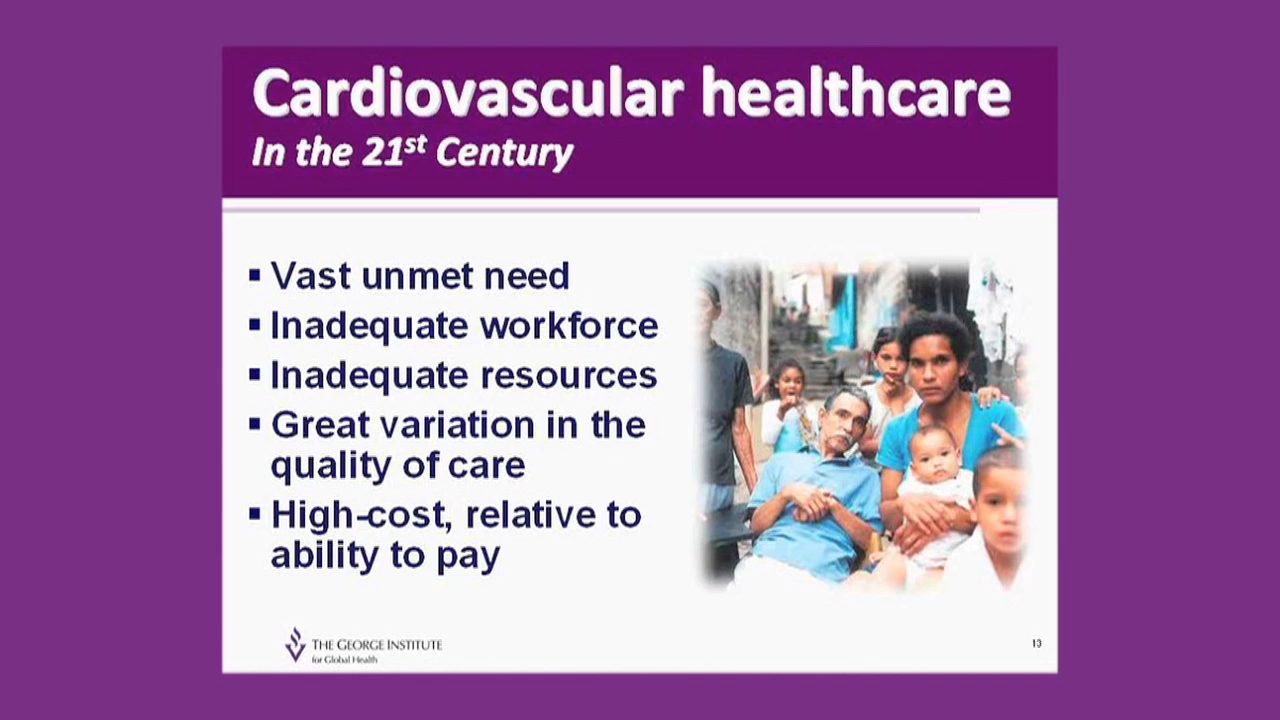 Cardiovascular healthcare
In the 21st Century
▪ Vast unmet need
▪ Inadequate workforce
▪ Inadequate resources
▪ Great variation in the
quality of care
▪ High-cost, relative to
ability to pay
THE GEORGE INSTITUTE
for Global Health
13